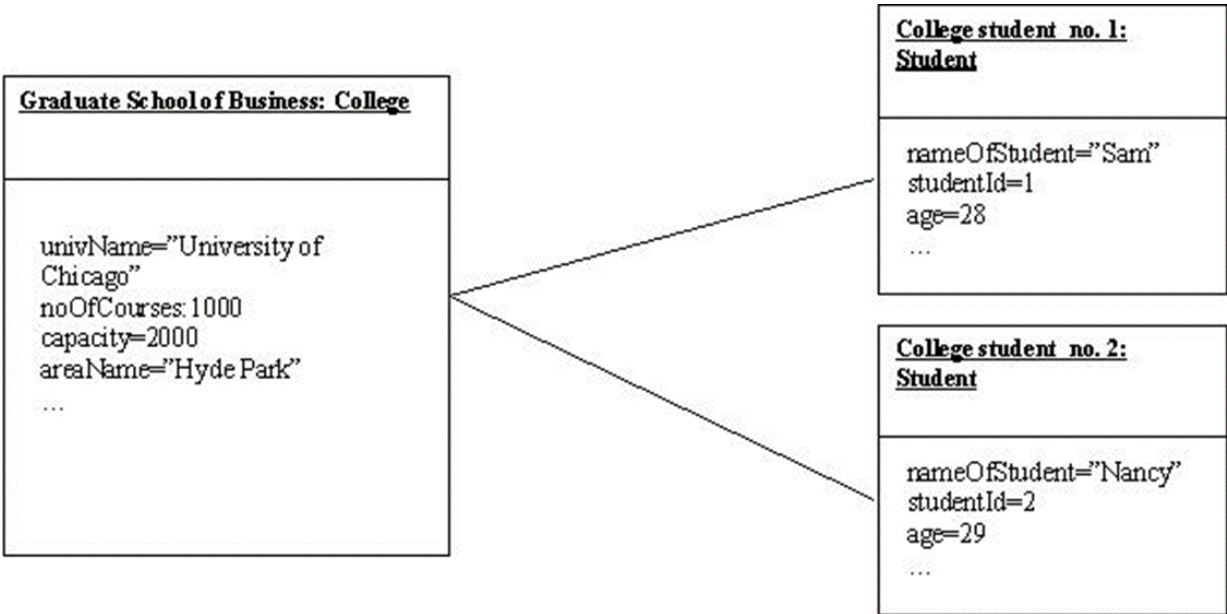 Graduate School of Business: College
univName=”University of
Chicago”
noOfCourses:1000
capacity=2000
areaName=”Hyde Park”
…
College student no. 1:
Student
nameOfStudent=”Sam”
studentId=1
age=28
…
College student no. 2:
Student
nameOfStudent=”Nancy”
studentId=2
age=29
…